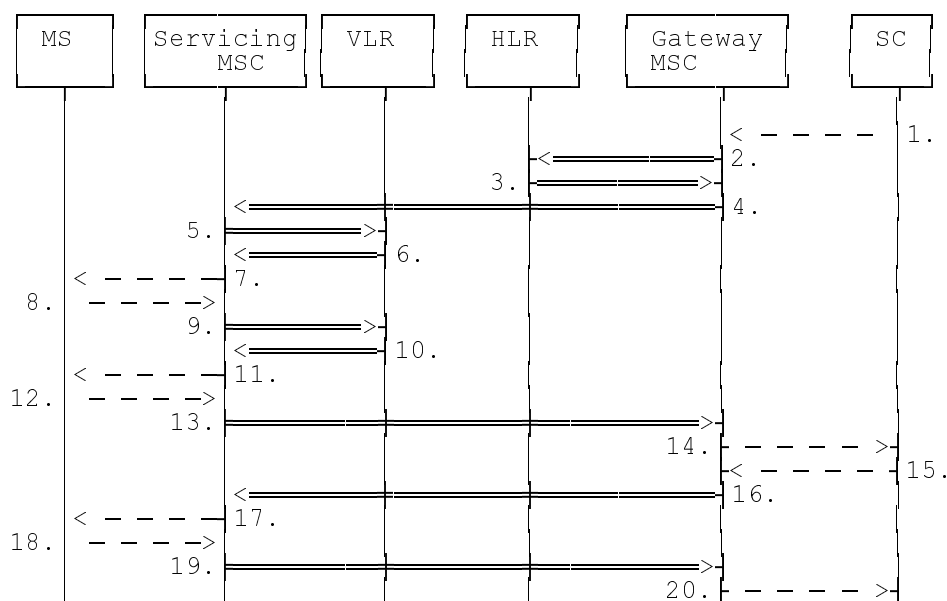 MS
Servicing
MSC
VLR
HLR
Gateway
MSC
SC
1.
2.
3.
4.
5.
6.
7.
8.
9.
10.
11.
12.
13.
14.
15.
16.
17.
18.
19.
20.